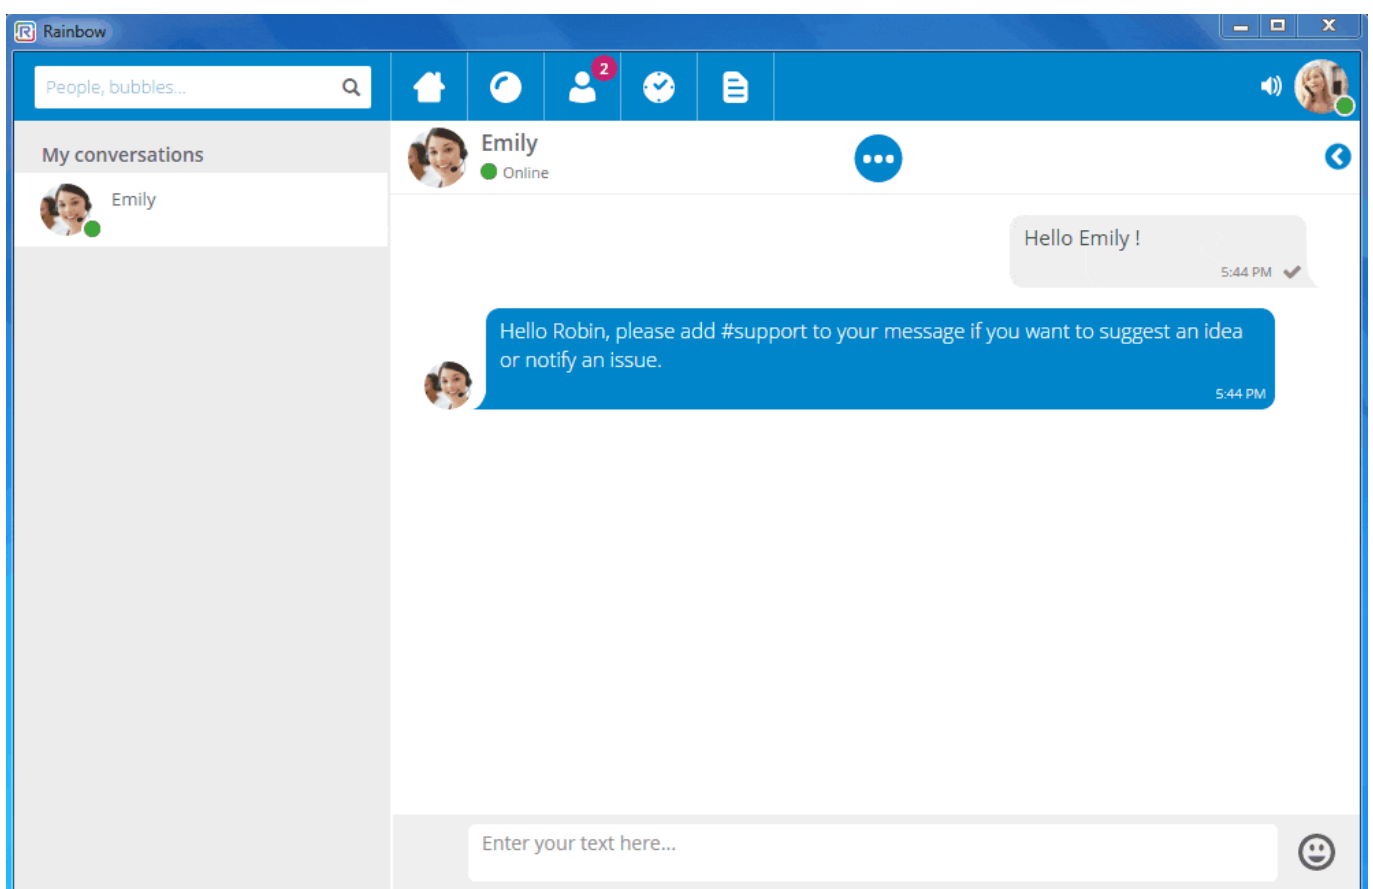 Rainbow
People, bubbles...
2
My conversations
Emily
Emily
Online
Hello Emily !
5:44 PM
Hello Robin, please add #support to your message if you want to suggest an idea
or notify an issue.
5:44 PM
Enter your text here...